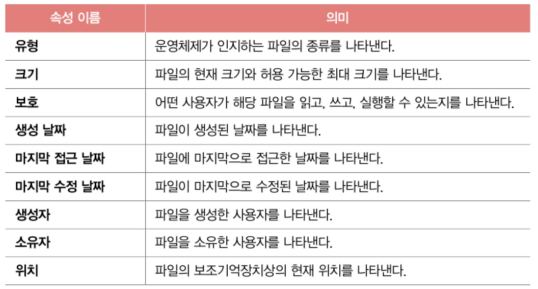 속성 이름 의미
유형 운영체제가 인지하는 파일의 종류를 나타낸다.
크기 파일의 현재 크기와 허용 가능한 최대 크기를 나타낸다.
보호 어떤 사용자가 해당 파일을 읽고, 쓰고, 실행할 수 있는지를 나타낸다.
생성 날짜 파일이 생성된 날짜를 나타낸다.
마지막 접근 날짜 파일에 마지막으로 접근한 날짜를 나타낸다.
마지막 수정 날짜 파일이 마지막으로 수정된 날짜를 나타낸다.
생성자 파일을 생성한 사용자를 나타낸다.
소유자 파일을 소유한 사용자를 나타낸다.
위치 파일의 보조기억장치상의 현재 위치를 나타낸다.